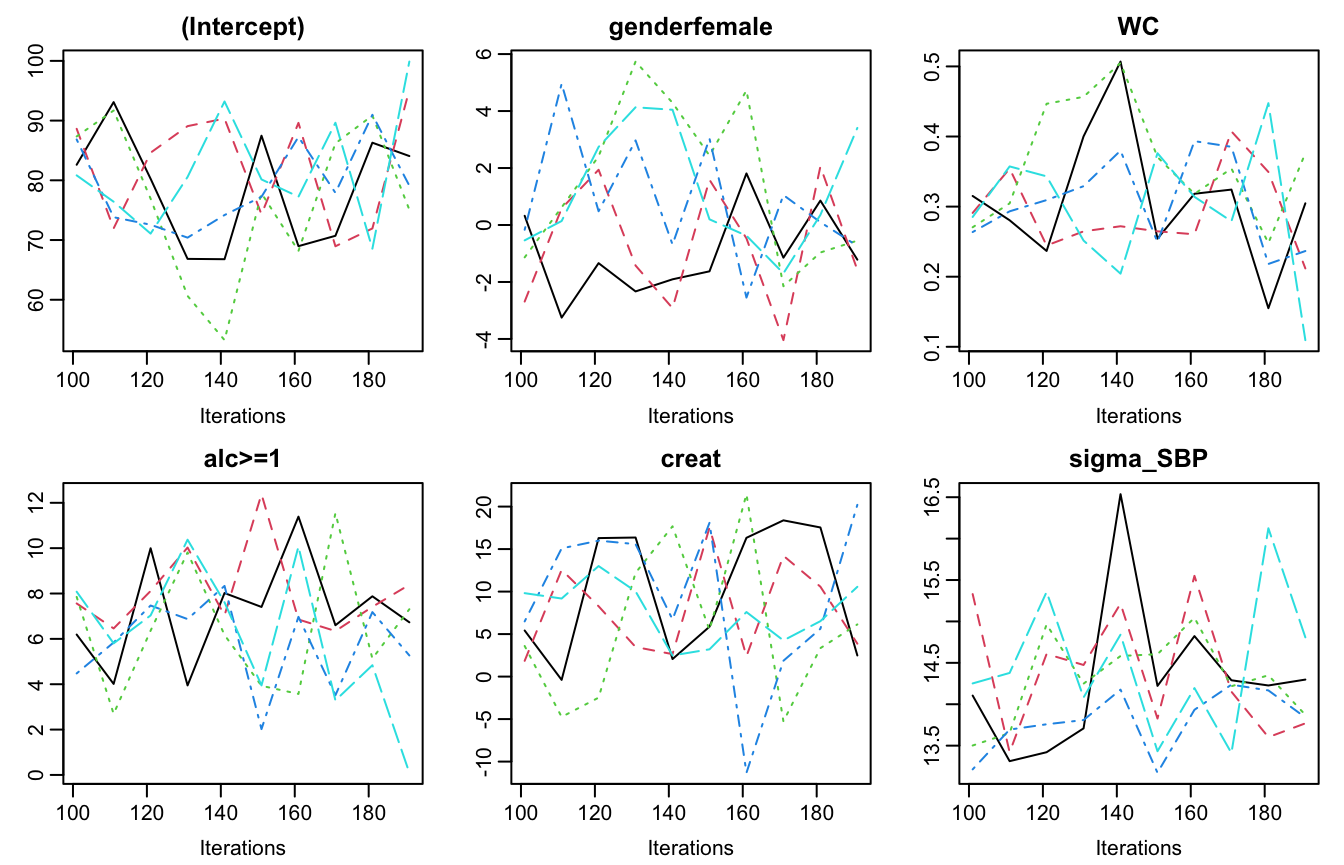 (Intercept)
100
90
80
70
60
100 120 140 160 180
Iterations
genderfemale
6
4
2
0
-2
-4
100 120 140 160 180
Iterations
WC
0.5
0.4
0.3
0.2
0.1
100 120 140 160 180
Iterations
alc>=1
12
10
8
6
4
2
0
100 120 140 160 180
Iterations
creat
20
15
10
5
0
-5
-10
100 120 140 160 180
Iterations
sigma_SBP
16.5
15.5
14.5
13.5
100 120 140 160 180
Iterations